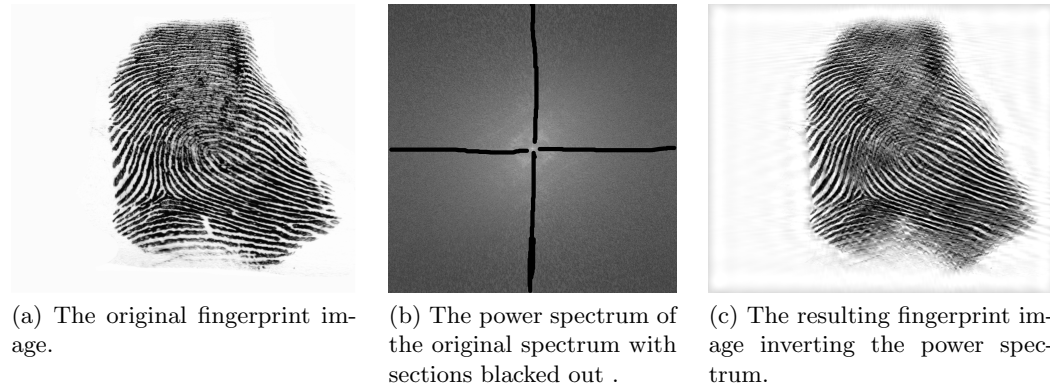 (a) The original fingerprint im-
age.
(b) The power spectrum of
the original spectrum with
sections blacked out .
(c) The resulting fingerprint im-
age inverting the power spec-
trum.